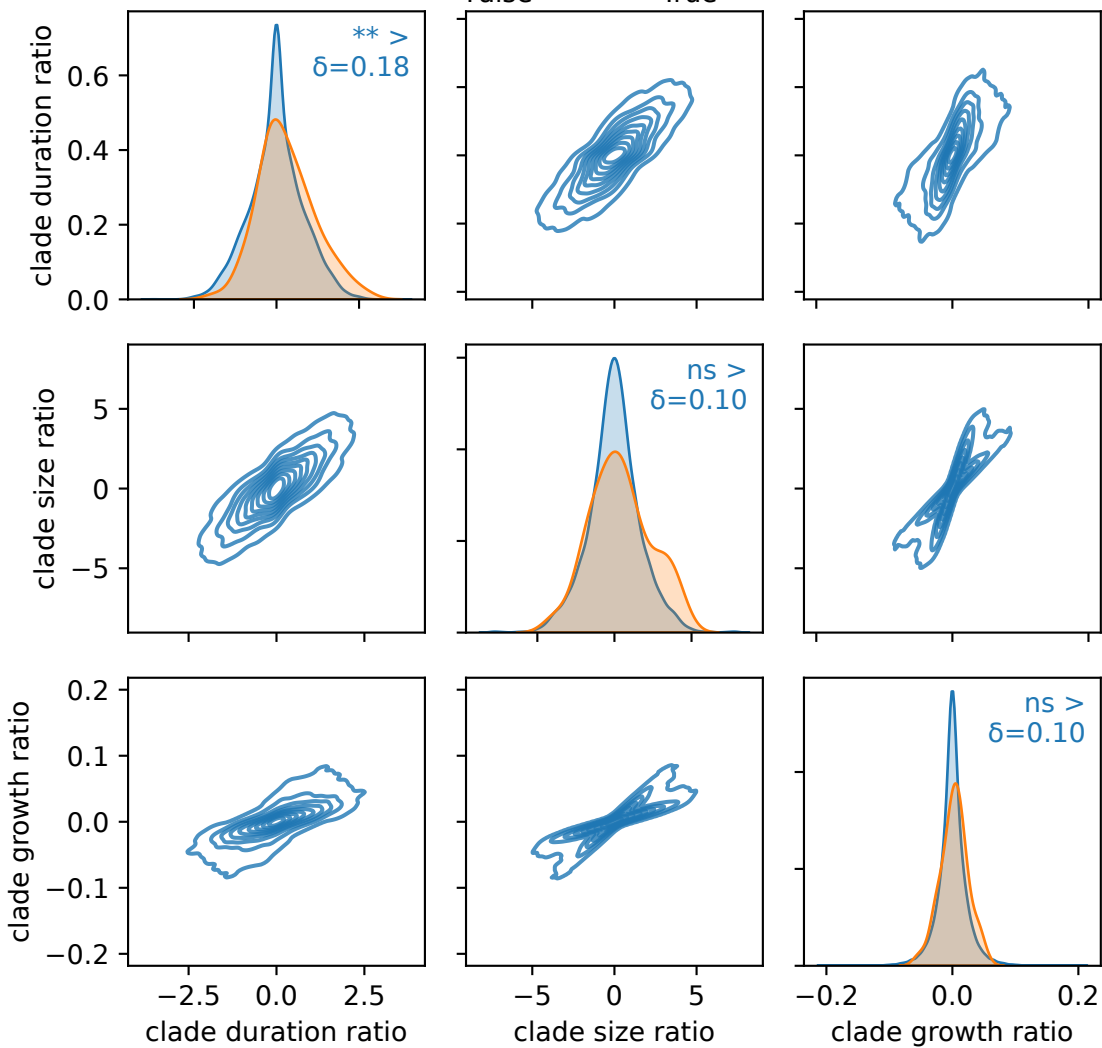 clade duration ratio
0.6
0.4
0.2
0.0
** >
δ=0.18
clade size ratio
5
0
−5
ns >
δ=0.10
clade growth ratio
0.2
0.1
0.0
−0.1
−0.2
ns >
δ=0.10
−2.5 0.0 2.5
clade duration ratio
−5 0 5
clade size ratio
−0.2 0.0 0.2
clade growth ratio